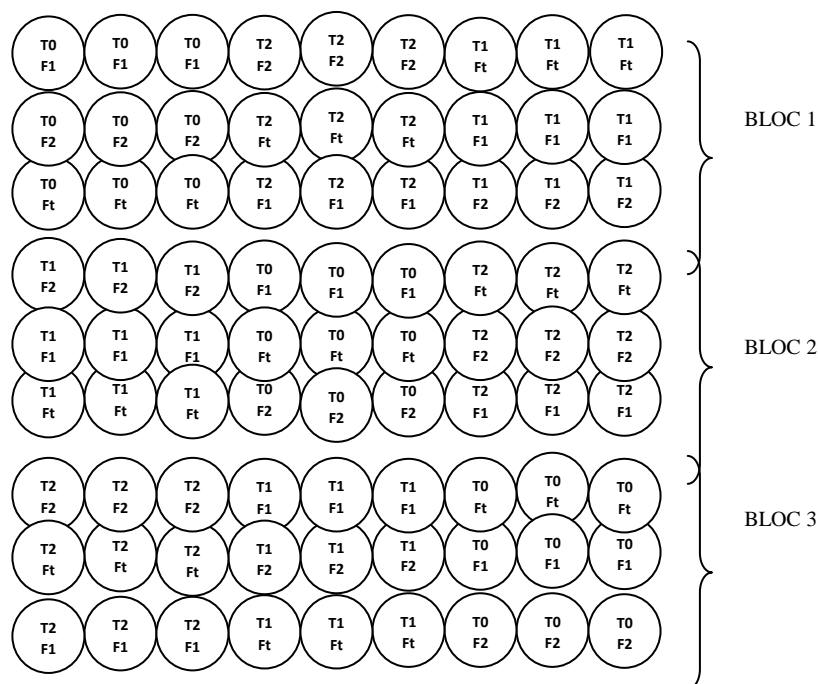 T0 T0 T0 T2 T2 T2 T1 T1 T1
F1 F1 F1 F2 F2 F2 Ft Ft Ft
T0 T0 T0 T2 T2 T2 T1 T1 T1
F2 F2 F2 Ft Ft Ft F1 F1 F1
BLOC 1
T0 T0 T0 T2 T2 T2 T1 T1 T1
Ft Ft Ft F1 F1 F1 F2 F2 F2
T1 T1 T1 T0 T0 T0 T2 T2 T2
F2 F2 F2 F1 F1 F1 Ft Ft Ft
T1 T1 T1 T0 T0 T0 T2 T2 T2
F1 F1 F1 Ft Ft Ft F2 F2 F2
BLOC 2
T1 T1 T1 T0 T0 T0 T2 T2 T2
Ft Ft Ft F2 F2 F2 F1 F1 F1
T2 T2 T2 T1 T1 T1 T0 T0 T0
F2 F2 F2 F1 F1 F1 Ft Ft Ft
BLOC 3
T2 T2 T2 T1 T1 T1 T0 T0 T0
Ft Ft Ft F2 F2 F2 F1 F1 F1
T2 T2 T2 T1 T1 T1 T0 T0 T0
F1 F1 F1 Ft Ft Ft F2 F2 F2